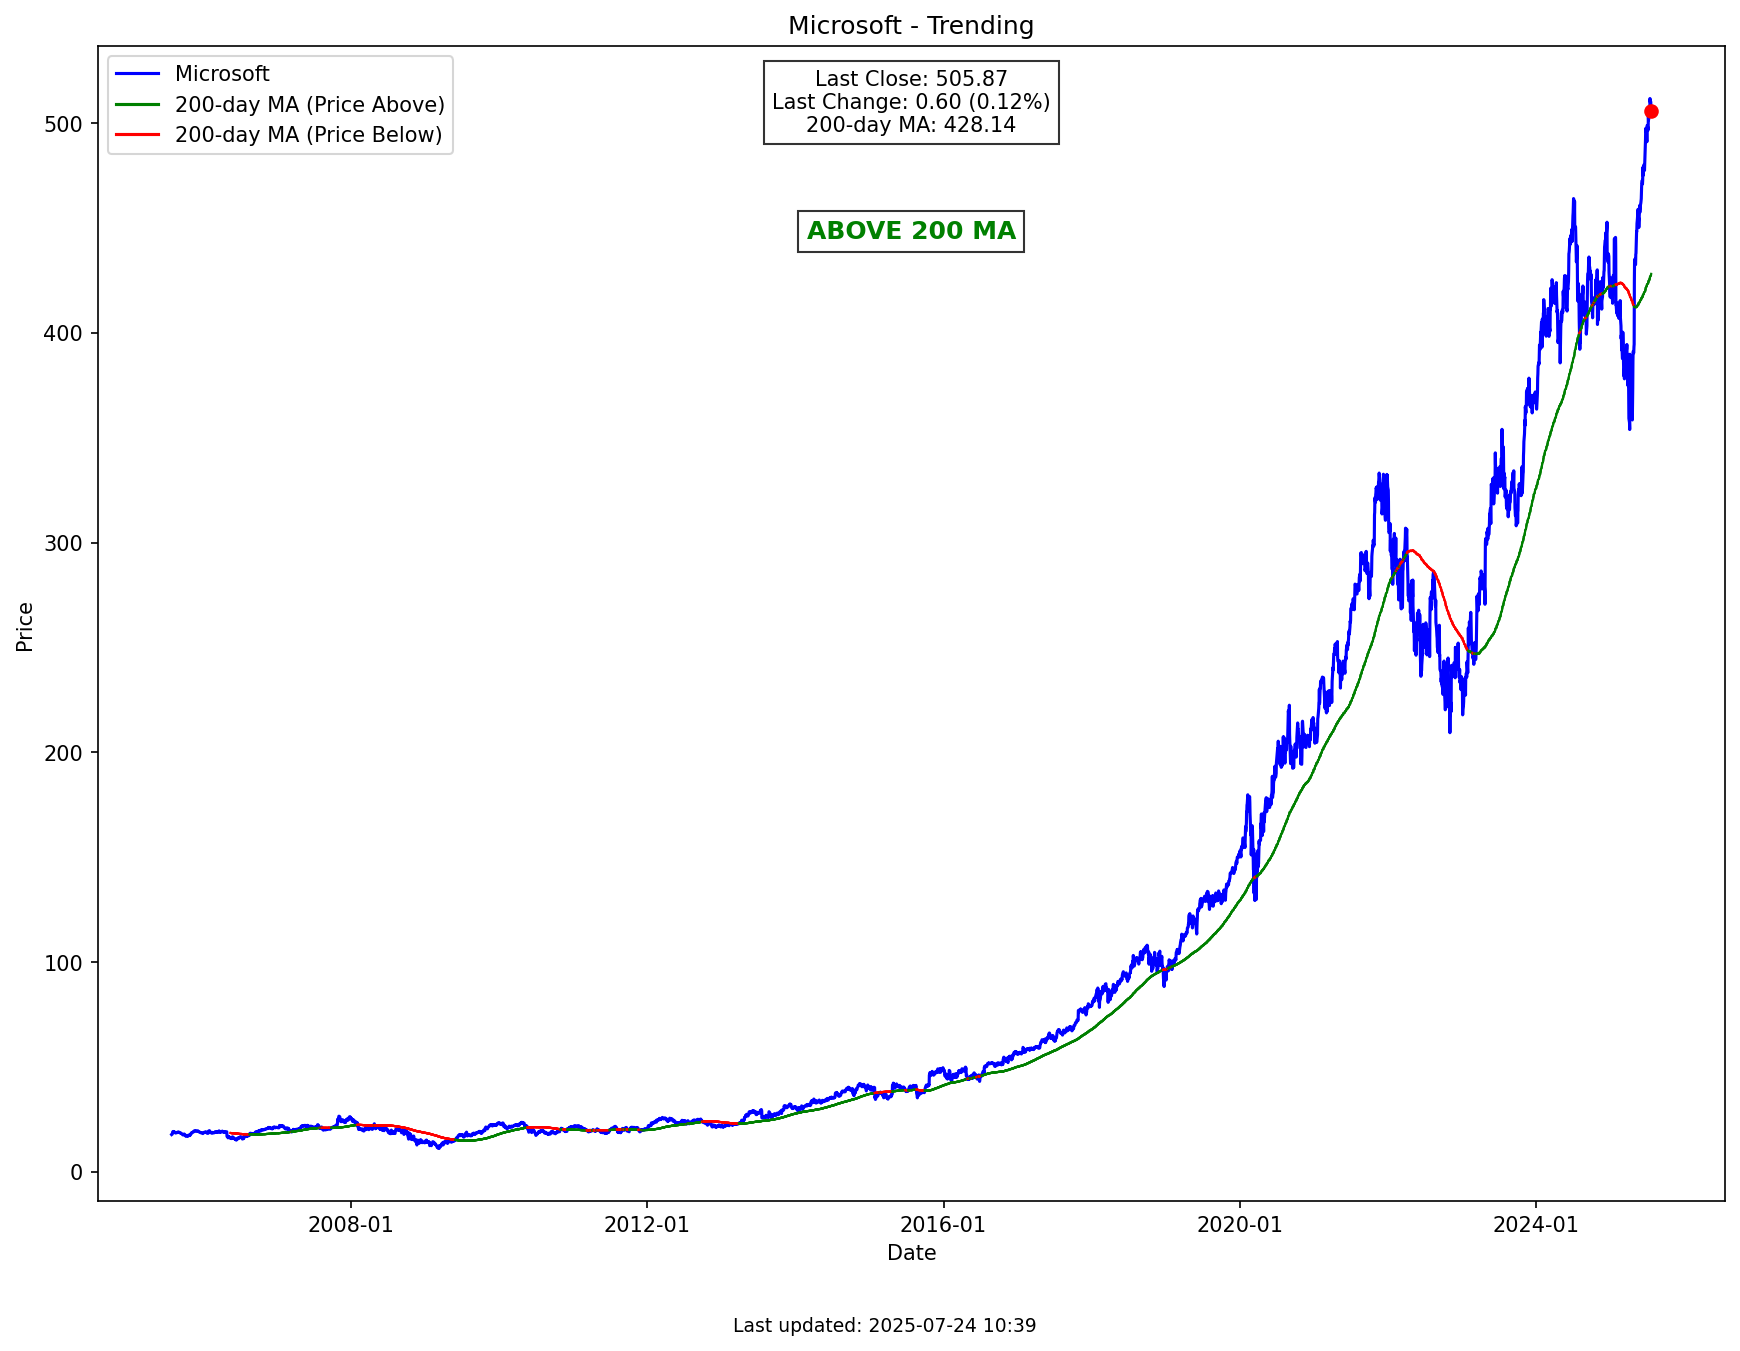 Microsoft - Trending
Microsoft
200-day MA (Price Above)
200-day MA (Price Below)
Last Close: 505.87
Last Change: 0.60 (0.12%)
200-day MA: 428.14
ABOVE 200 MA
Price
500
400
300
200
100
0
2008-01
2012-01
2016-01
2020-01
2024-01
Date
Last updated: 2025-07-24 10:39